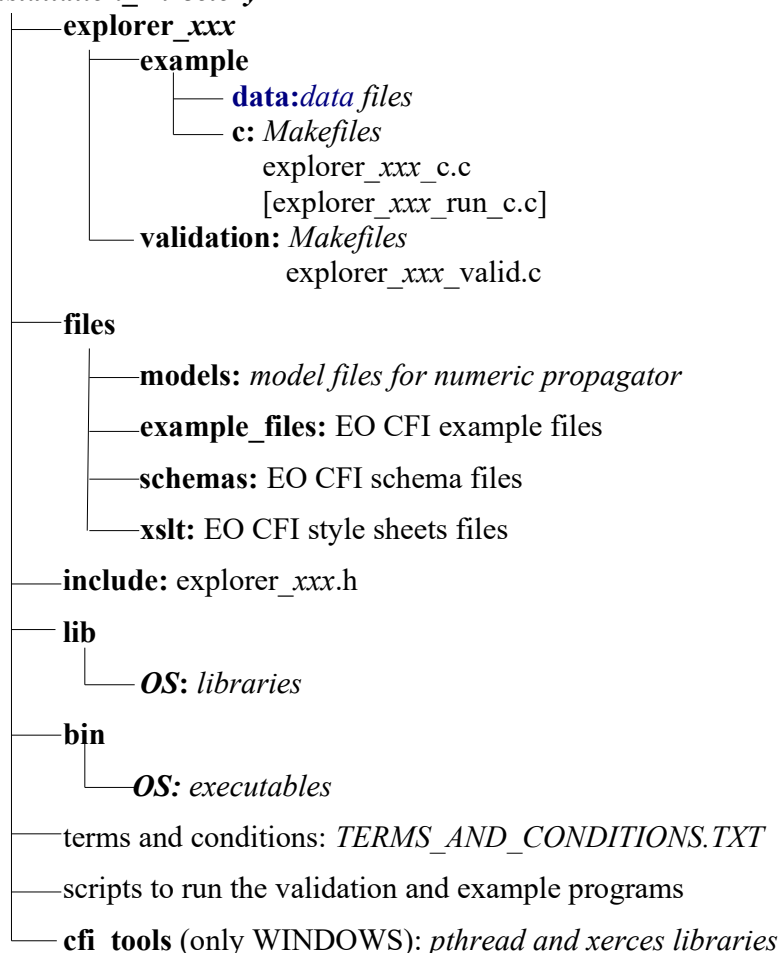 explorer_xxx
example
data:data files
c: Makefiles
explorer_xxx_c.c
[explorer_xxx_run_c.c]
validation: Makefiles
explorer_xxx_valid.c
files
models: model files for numeric propagator
example_files: EO CFI example files
schemas: EO CFI schema files
xslt: EO CFI style sheets files
include: explorer_xxx.h
lib
OS: libraries
bin
OS: executables
terms and conditions: TERMS_AND_CONDITIONS.TXT
scripts to run the validation and example programs
cfi_tools (only WINDOWS): pthread and xerces libraries